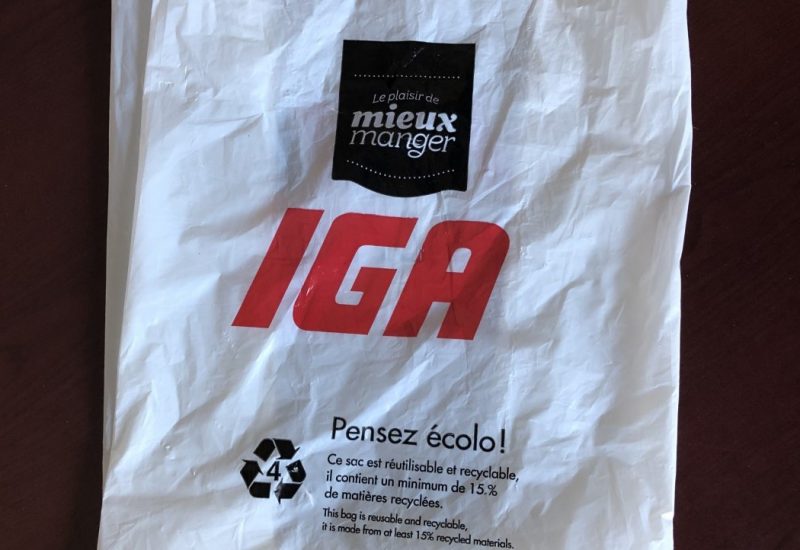 Le plaisir de
mieux
manger
IGA
Pensez écolo!
4
Ce sac est réutilisable et recyclable,
il contient un minimum de 15 %
de matières recyclées.
This bag is reusable and recyclable,
it is made from at least 15% recycled materials.